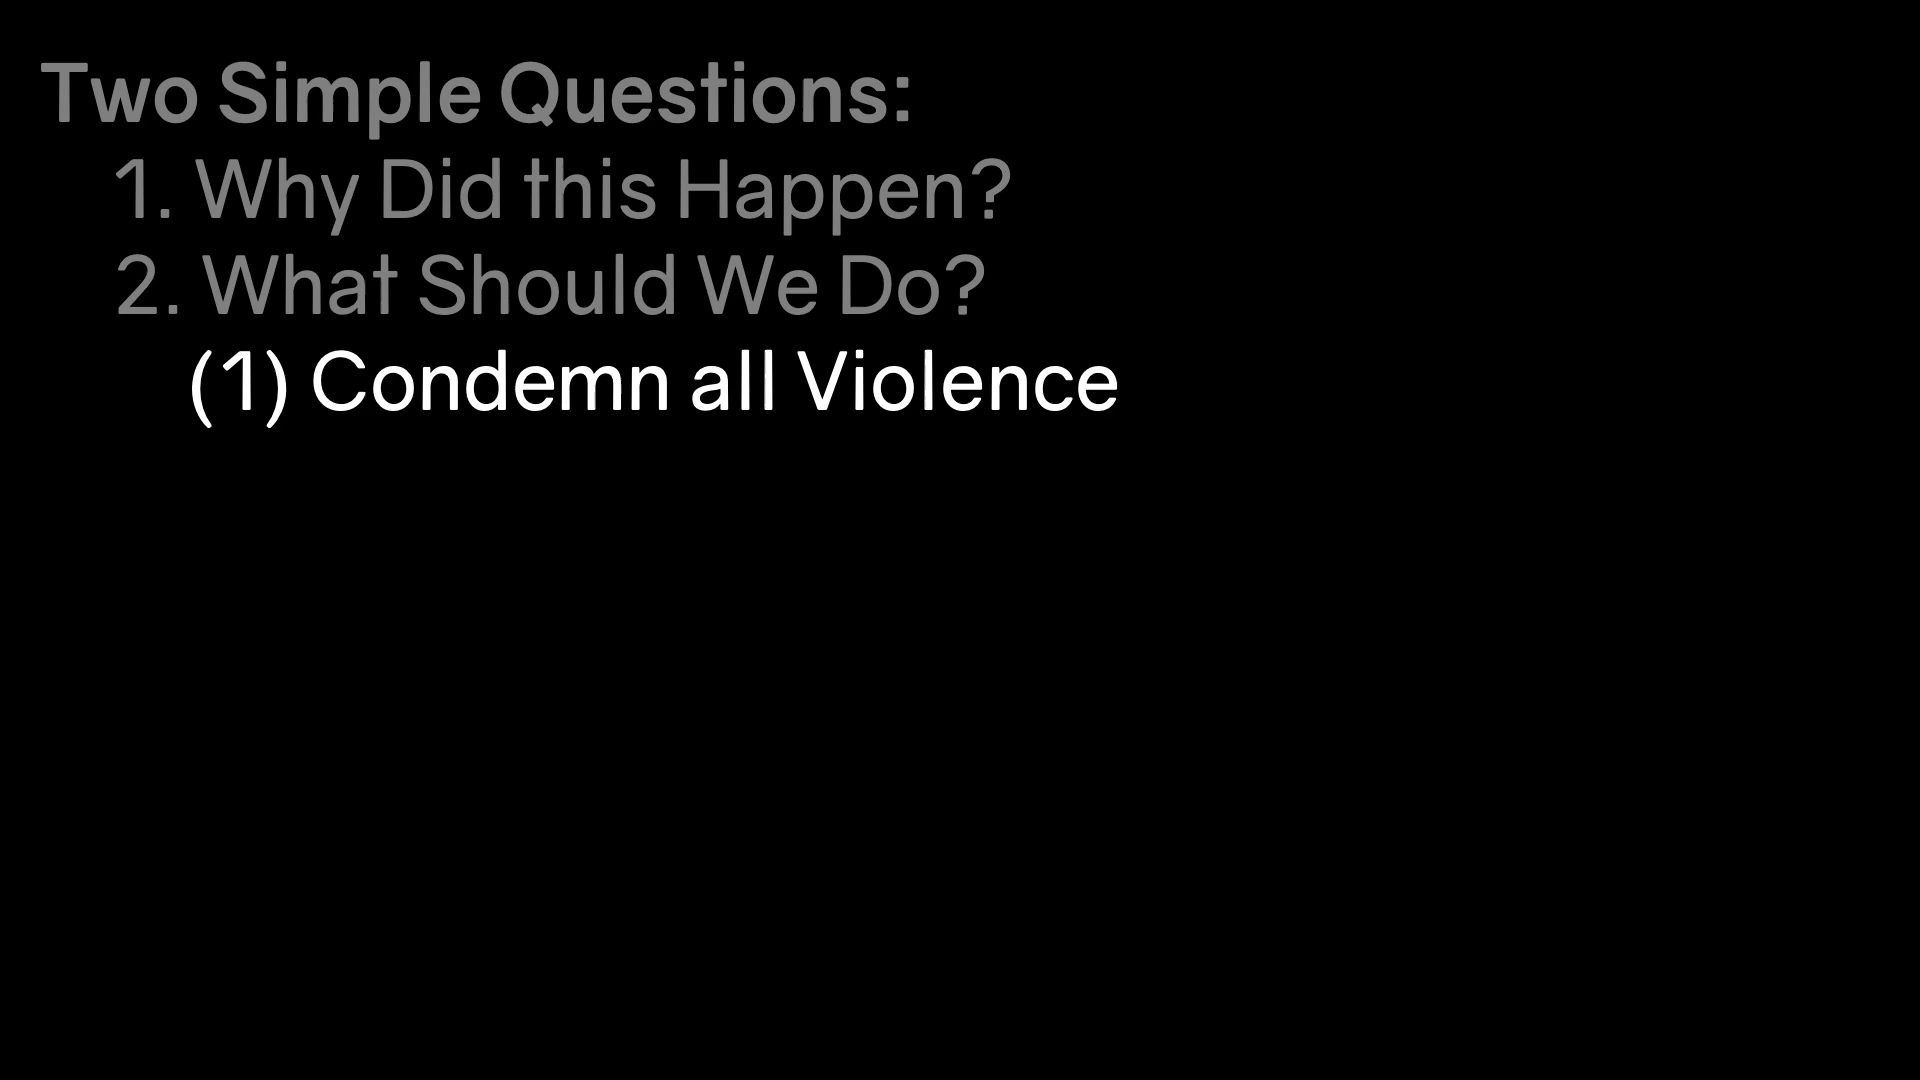 Two Simple Questions:
1. Why Did this Happen?
2. What Should We Do?
(1) Condemn all Violence